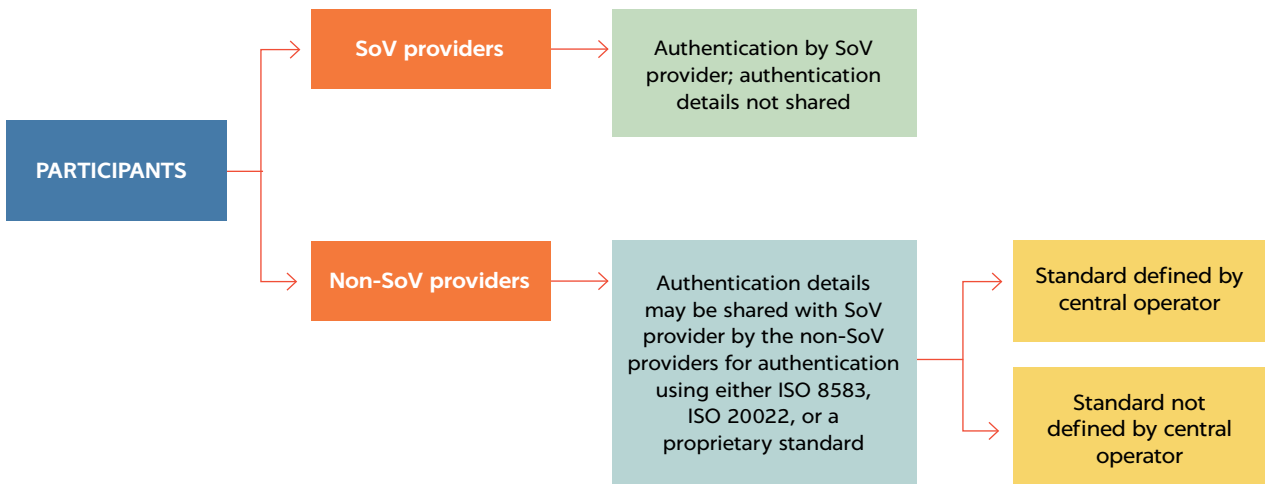 SoV providers
Authentication by SoV
provider; authentication
details not shared
PARTICIPANTS
Non-SoV providers
Authentication details
may be shared with SoV
provider by the non-SoV
providers for authentication
using either ISO 8583,
ISO 20022, or a
proprietary standard
Standard defined by
central operator
Standard not
defined by central
operator